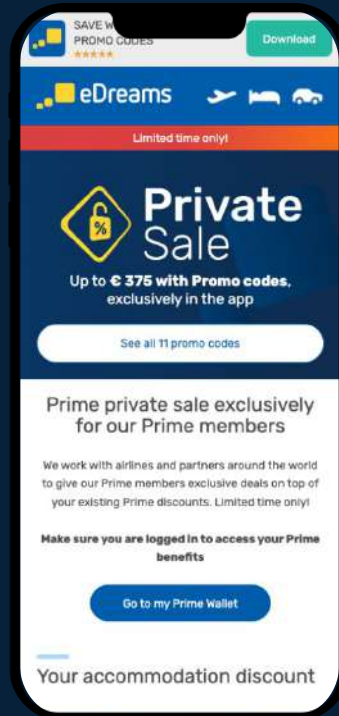 SAVE W
PROMO CODES
Download
eDreams
Limited time only!
%
Private
Sale
Up to € 375 with Promo codes,
exclusively in the app
See all 11 promo codes
Prime private sale exclusively
for our Prime members
We work with airlines and partners around the world
to give our Prime members exclusive deals on top of
your existing Prime discounts. Limited time only!
Make sure you are logged in to access your Prime
benefits
Go to my Prime Wallet
Your accommodation discount